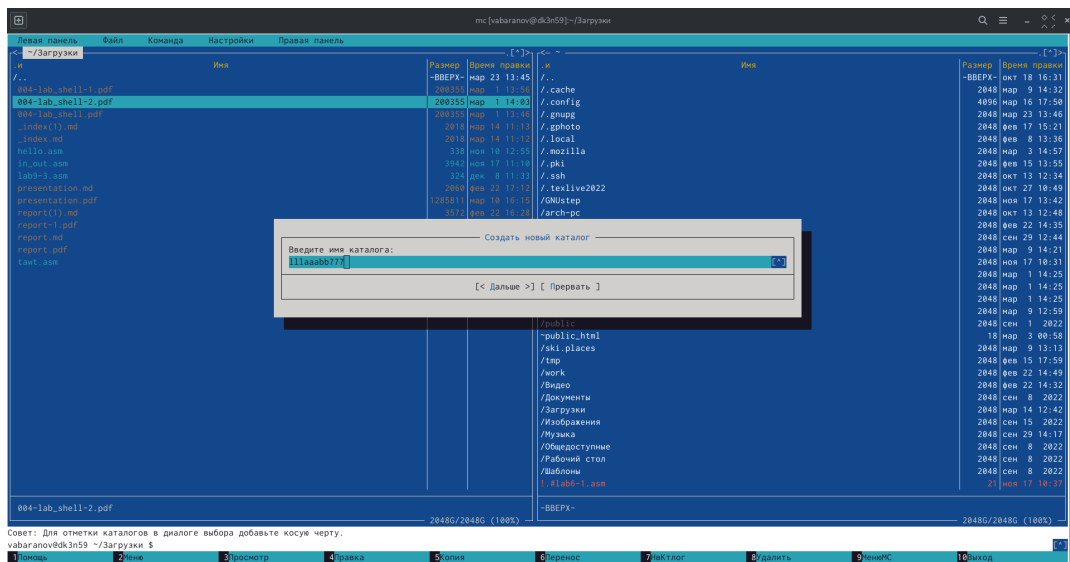 mc [vabaranov@dk3n59]:~/Загрузки
Левая панель Файл Команда Настройки Правая панель
<— ~/Загрузки .[^]> <— ~ .[^]>
.и Имя Размер Время правки .и Имя Размер Время правки
/.. -ВВЕРХ- мар 23 13:45 /.. -ВВЕРХ- окт 18 16:31
004-lab_shell-1.pdf 200355 мар 1 13:56 /.cache 2048 мар 9 14:32
004-lab_shell-2.pdf 200355 мар 1 14:03 /.config 4096 мар 16 17:50
004-lab_shell.pdf 200355 мар 1 13:46 /.gnupg 2048 мар 23 13:46
_index(1).md 2018 мар 14 11:13 /.gphoto 2048 фев 17 15:21
_index.md 2018 мар 14 11:12 /.local 2048 фев 8 13:36
hello.asm 338 ноя 10 12:55 /.mozilla 2048 мар 3 14:57
in_out.asm 3942 ноя 17 11:10 /.pki 2048 фев 15 13:55
lab9-3.asm 324 дек 8 11:33 /.ssh 2048 окт 13 12:34
presentation.md 2060 фев 22 17:12 /.texlive2022 2048 окт 27 10:49
presentation.pdf 1285811 мар 10 16:15 /GNUstep 2048 ноя 17 13:42
report(1).md 3572 фев 22 16:28 /arch-pc 2048 окт 13 12:48
report-1.pdf 2048 фев 22 14:35
report.md Создать новый каталог 2048 сен 29 12:44
report.pdf Введите имя каталога: 2048 мар 9 14:21
tawt.asm lllaaabb777 [^] 2048 ноя 17 10:31
2048 мар 1 14:25
[< Дальше >] [ Прервать ] 2048 мар 1 14:25
2048 мар 1 14:25
2048 мар 9 12:59
/public 2048 сен 1 2022
~public_html 18 мар 3 00:58
/ski.places 2048 мар 9 13:13
/tmp 2048 фев 15 17:59
/work 2048 фев 22 14:49
/Видео 2048 фев 22 14:32
/Документы 2048 сен 8 2022
/Загрузки 2048 мар 14 12:42
/Изображения 2048 сен 15 2022
/Музыка 2048 сен 29 14:17
/Общедоступные 2048 сен 8 2022
/Рабочий стол 2048 сен 8 2022
/Шаблоны 2048 сен 8 2022
!.#lab6-1.asm 21 ноя 17 10:37
004-lab_shell-2.pdf -ВВЕРХ-
2048G/2048G (100%) 2048G/2048G (100%)
Совет: Для отметки каталогов в диалоге выбора добавьте косую черту.
vabaranov@dk3n59 ~/Загрузки $ [^]
1Помощь 2Меню 3Просмотр 4Правка 5Копия 6Перенос 7НвКтлог 8Удалить 9МенюMC 10Выход